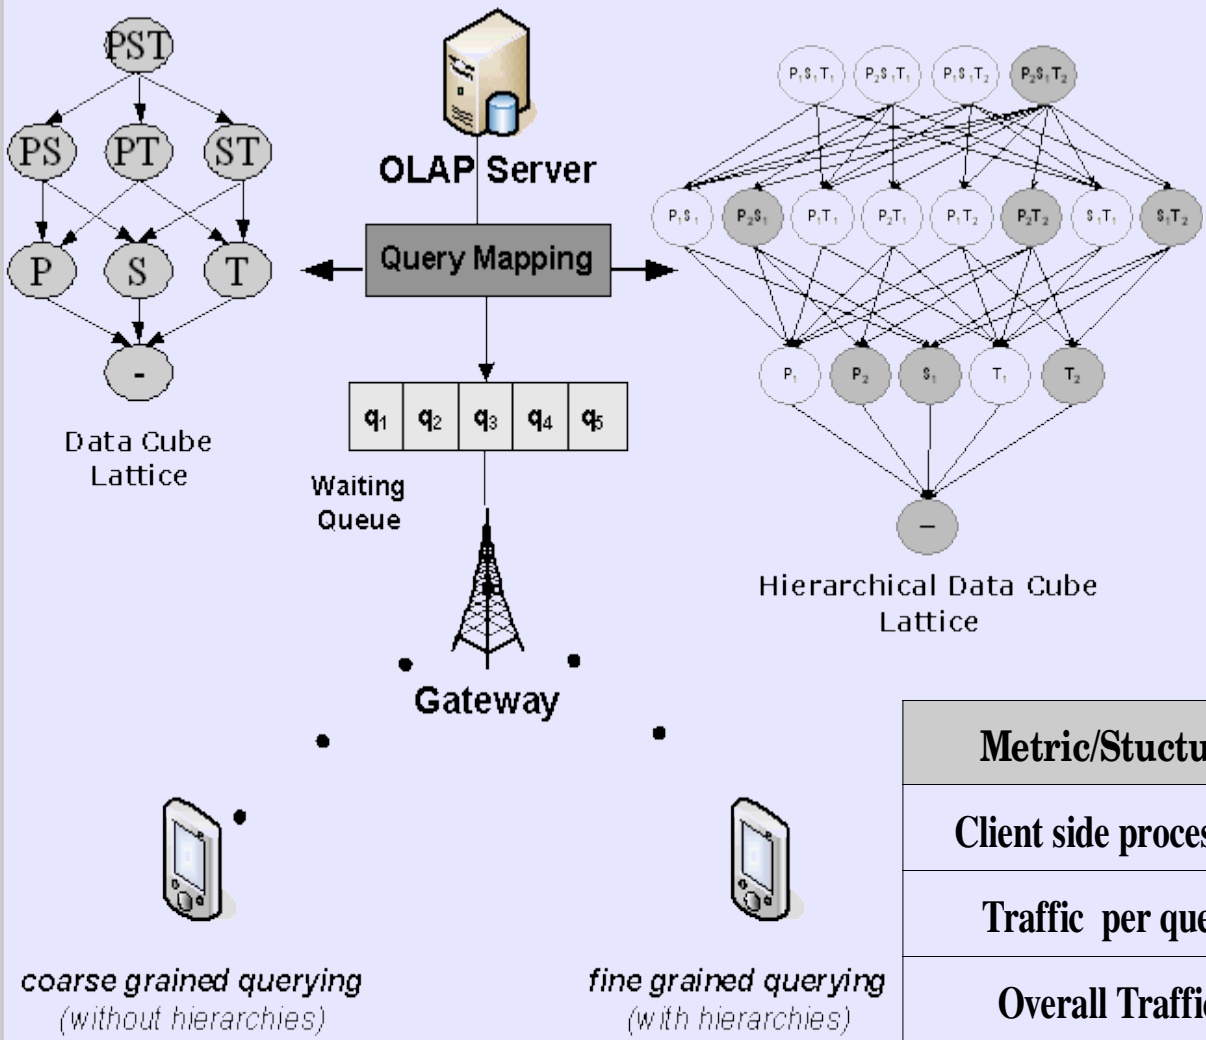 PST
PS PT ST
P S T
-
Data Cube
Lattice
OLAP Server
Query Mapping
q1 q2 q3 q4 q5
Waiting
Queue
Gateway
P₁S₁T₁ P₂S₁T₁ P₁S₁T₂ P₂S₁T₂
P₁S₁ P₂S₁ P₁T₁ P₂T₁ P₁T₂ P₂T₂ S₁T₁ S₁T₂
P₁ P₂ S₁ T₁ T₂
–
Hierarchical Data Cube
Lattice
coarse grained querying
(without hierarchies)
fine grained querying
(with hierarchies)
Metric/Stuctu
Client side proces
Traffic per que
Overall Traffi